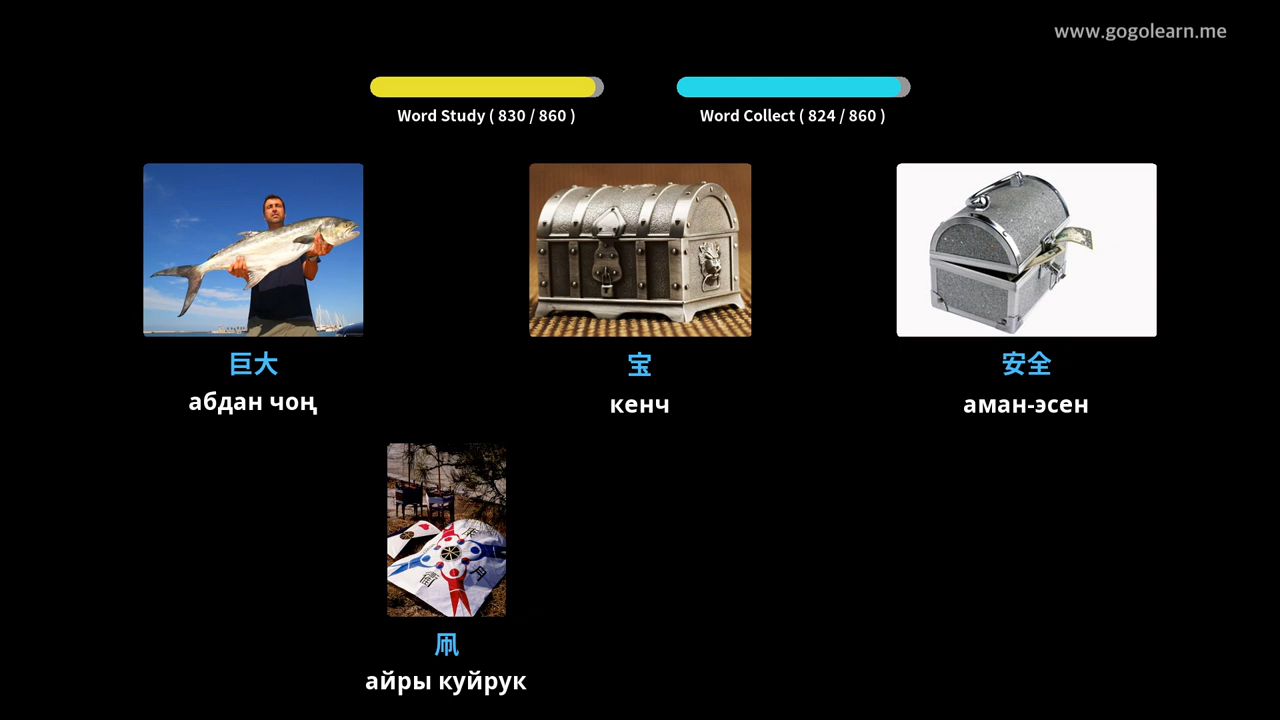 www.gogolearn.me
Word Study ( 830 / 860 )
Word Collect ( 824 / 860 )
巨大
абдан чоң
宝
кенч
安全
аман-эсен
凧
айры куйрук